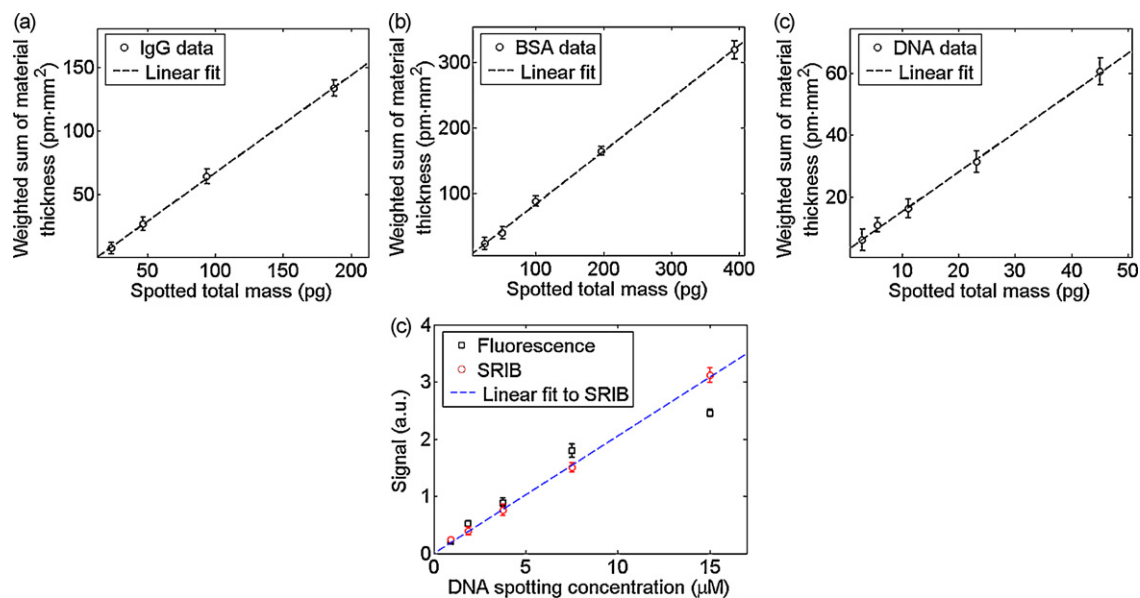 (a)
IgG data
Linear fit
150
100
50
50
100
150
200
Weighted sum of material
thickness (pm·mm²)
Spotted total mass (pg)
(b)
BSA data
Linear fit
300
200
100
100
200
300
400
Weighted sum of material
thickness (pm·mm²)
Spotted total mass (pg)
(c)
DNA data
Linear fit
60
40
20
10
20
30
40
50
Weighted sum of material
thickness (pm·mm²)
Spotted total mass (pg)
(c)
Fluorescence
SRIB
Linear fit to SRIB
4
3
2
1
0
0
5
10
15
Signal (a.u.)
DNA spotting concentration (μM)